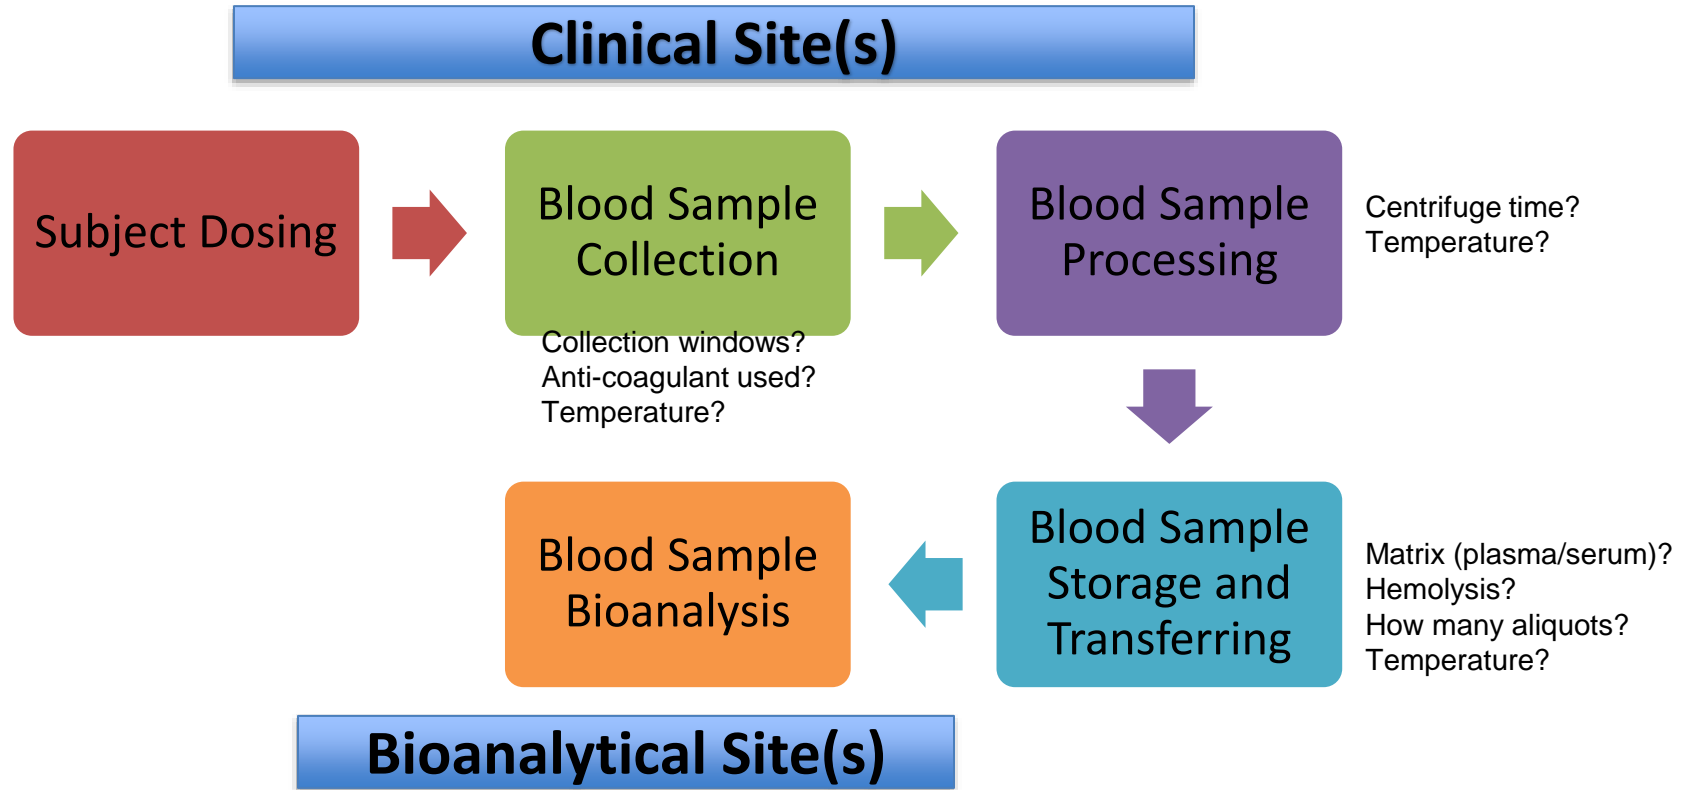 Clinical Site(s)
Subject Dosing
Blood Sample
Collection
Collection windows?
Anti-coagulant used?
Temperature?
Blood Sample
Processing
Centrifuge time?
Temperature?
Blood Sample
Storage and
Transferring
Matrix (plasma/serum)?
Hemolysis?
How many aliquots?
Temperature?
Blood Sample
Bioanalysis
Bioanalytical Site(s)